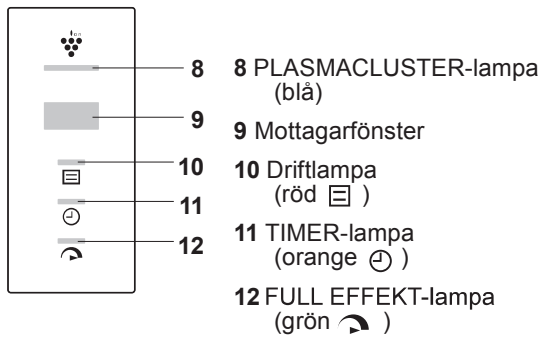 ion
8
9
10
11
12
8 PLASMACLUSTER-lampa
(blå)
9 Mottagarfönster
10 Driftlampa
(röd )
11 TIMER-lampa
(orange )
12 FULL EFFEKT-lampa
(grön )